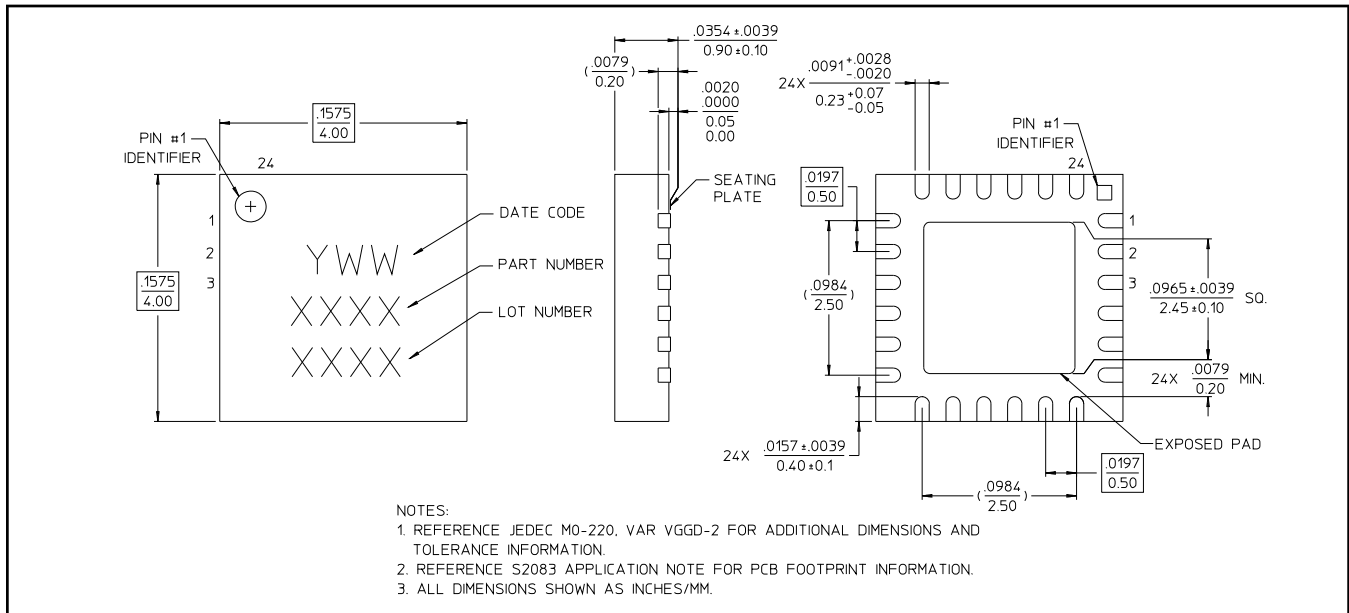 .1575
4.00
PIN #1
IDENTIFIER
24
1
2
3
.1575
4.00
YWW
XXXX
XXXX
DATE CODE
PART NUMBER
LOT NUMBER
.0354 ±.0039
0.90 ±0.10
(.0079)
0.20
.0020
.0000
0.05
0.00
SEATING
PLATE
24X .0091 +.0028
-.0020
0.23 +0.07
-0.05
PIN #1
IDENTIFIER
24
1
2
3
.0197
0.50
(.0984)
2.50
.0965 ±.0039 SQ.
2.45 ±0.10
24X .0079 MIN.
0.20
EXPOSED PAD
24X .0157 ±.0039
0.40 ±0.1
.0197
0.50
(.0984)
2.50
NOTES:
1. REFERENCE JEDEC M0-220, VAR VGGD-2 FOR ADDITIONAL DIMENSIONS AND
TOLERANCE INFORMATION.
2. REFERENCE S2083 APPLICATION NOTE FOR PCB FOOTPRINT INFORMATION.
3. ALL DIMENSIONS SHOWN AS INCHES/MM.